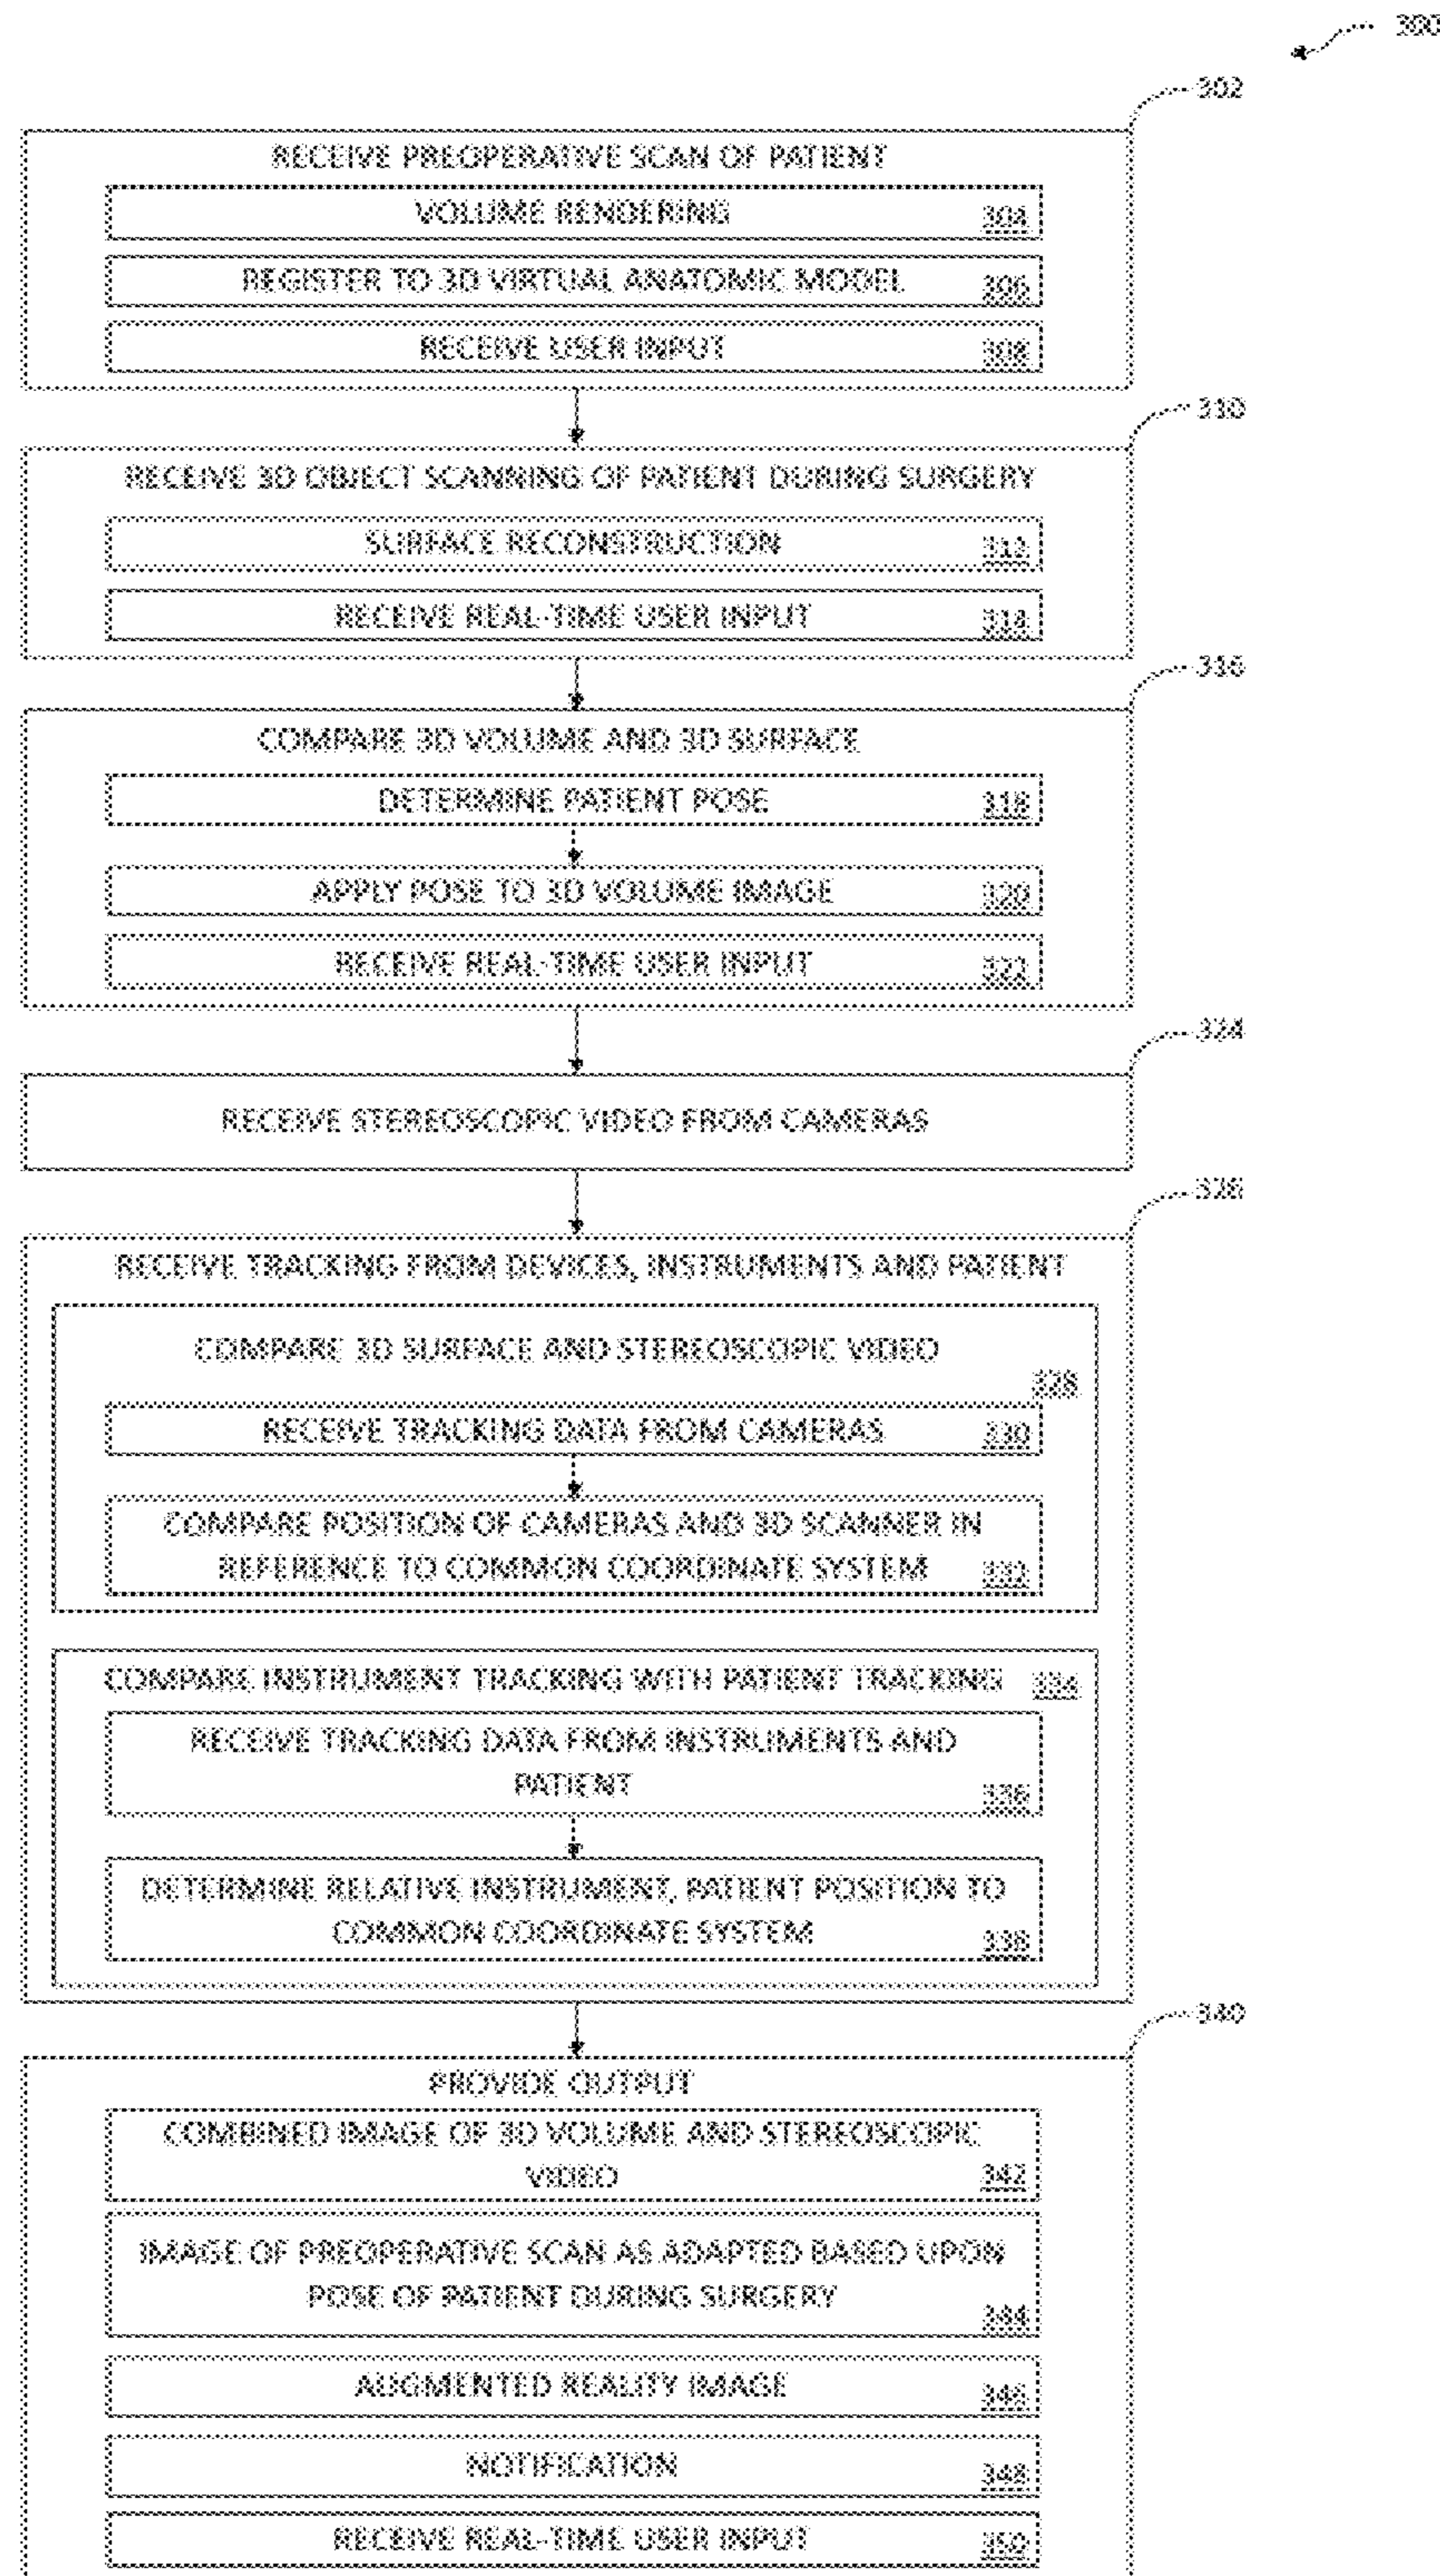 300
302
RECEIVE PREOPERATIVE SCAN OF PATIENT
VOLUME RENDERING 304
REGISTER TO 3D VIRTUAL ANATOMIC MODEL 306
RECEIVE USER INPUT 308
310
RECEIVE 3D OBJECT SCANNING OF PATIENT DURING SURGERY
SURFACE RECONSTRUCTION 312
RECEIVE REAL-TIME USER INPUT 314
316
COMPARE 3D VOLUME AND 3D SURFACE
DETERMINE PATIENT POSE 318
APPLY POSE TO 3D VOLUME IMAGE 320
RECEIVE REAL-TIME USER INPUT 322
324
RECEIVE STEREOSCOPIC VIDEO FROM CAMERAS
326
RECEIVE TRACKING FROM DEVICES, INSTRUMENTS AND PATIENT
COMPARE 3D SURFACE AND STEREOSCOPIC VIDEO
328
RECEIVE TRACKING DATA FROM CAMERAS 330
COMPARE POSITION OF CAMERAS AND 3D SCANNER IN
REFERENCE TO COMMON COORDINATE SYSTEM 332
COMPARE INSTRUMENT TRACKING WITH PATIENT TRACKING 334
RECEIVE TRACKING DATA FROM INSTRUMENTS AND
PATIENT 336
DETERMINE RELATIVE INSTRUMENT, PATIENT POSITION TO
COMMON COORDINATE SYSTEM 338
340
PROVIDE OUTPUT
COMBINED IMAGE OF 3D VOLUME AND STEREOSCOPIC
VIDEO 342
IMAGE OF PREOPERATIVE SCAN AS ADAPTED BASED UPON
POSE OF PATIENT DURING SURGERY
344
AUGMENTED REALITY IMAGE 346
NOTIFICATION 348
RECEIVE REAL-TIME USER INPUT 350